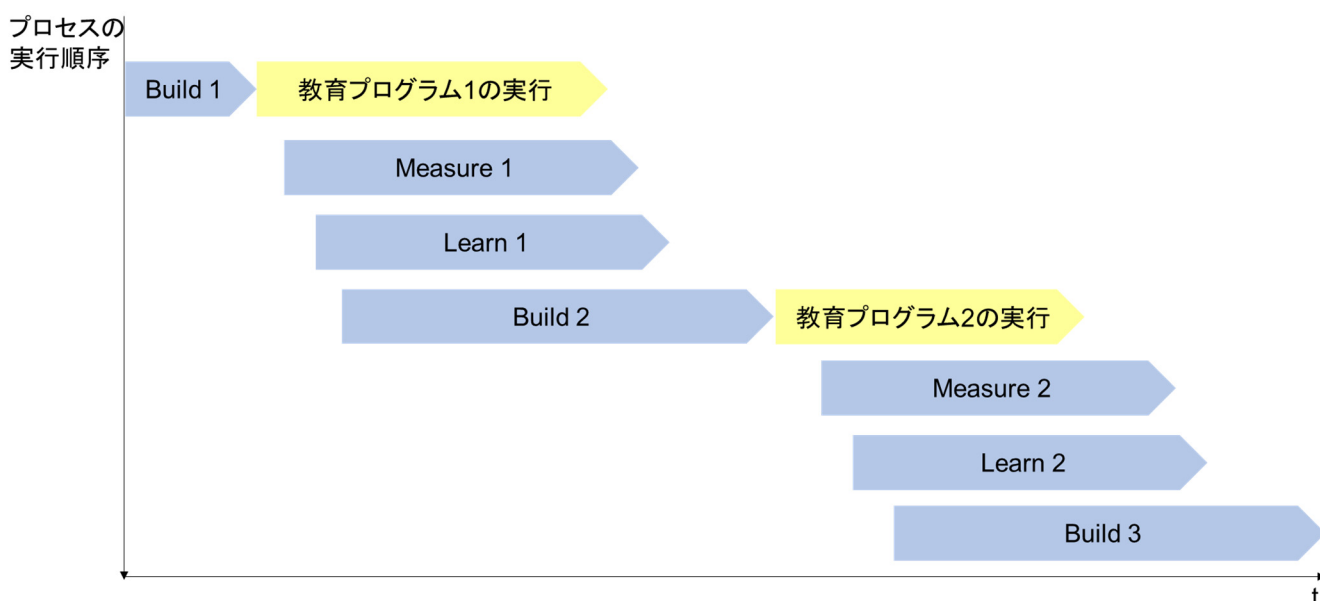 プロセスの
実行順序
Build 1
教育プログラム1の実行
Measure 1
Learn 1
Build 2
教育プログラム2の実行
Measure 2
Learn 2
Build 3
t